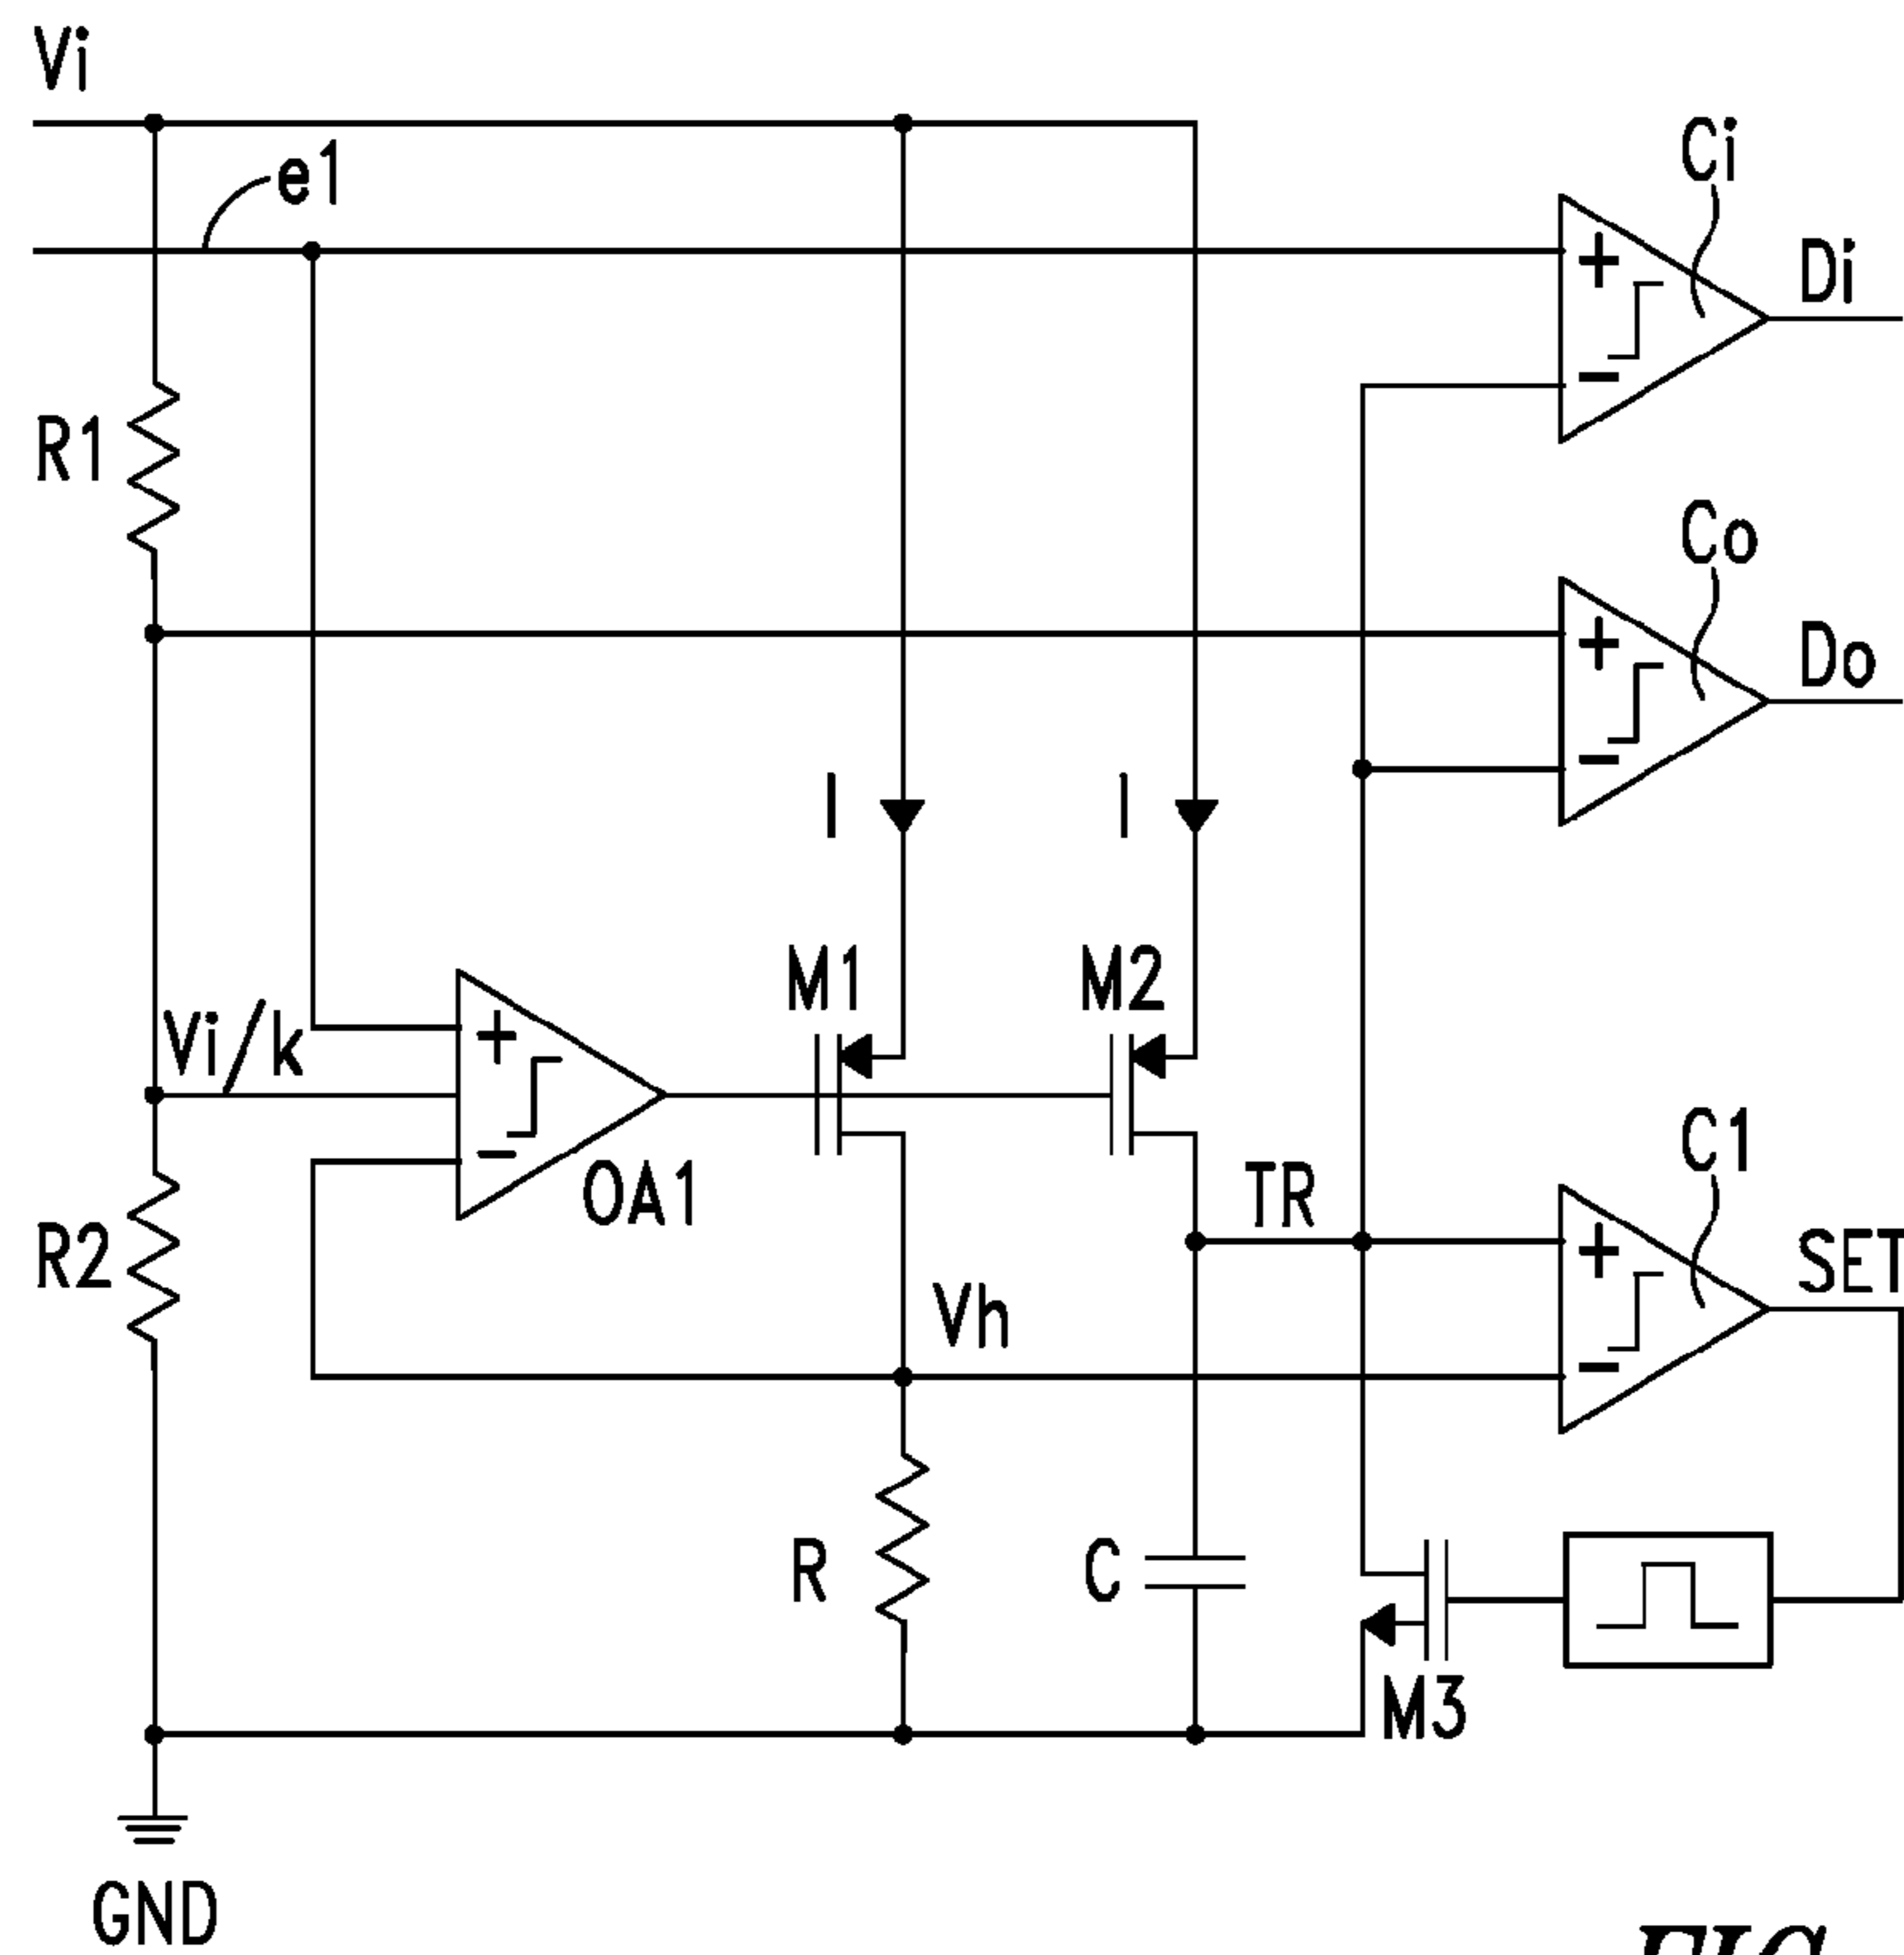 Vi
e1
Ci
+
-
Di
R1
Co
+
-
Do
I
I
M1
M2
Vi/k
+
-
OA1
C1
TR
+
-
SET
R2
Vh
R
C
M3
GND